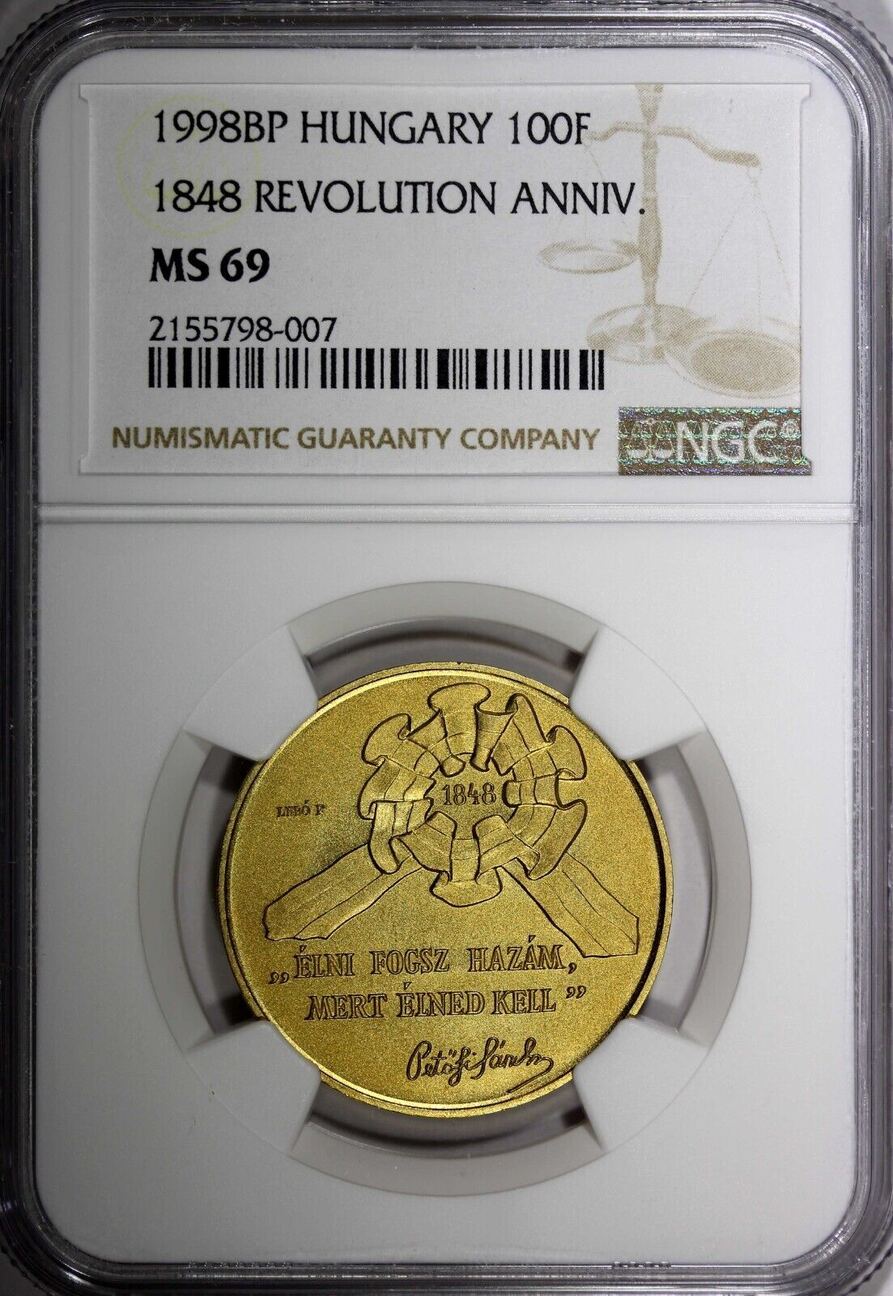 1998BP HUNGARY 100F
1848 REVOLUTION ANNIV.
MS 69
2155798-007
NUMISMATIC GUARANTY COMPANY
NGC®
1848
LEBÓ F
„ÉLNI FOGSZ HAZÁM,
MERT ÉLNED KELL”
Petőfi Sándor